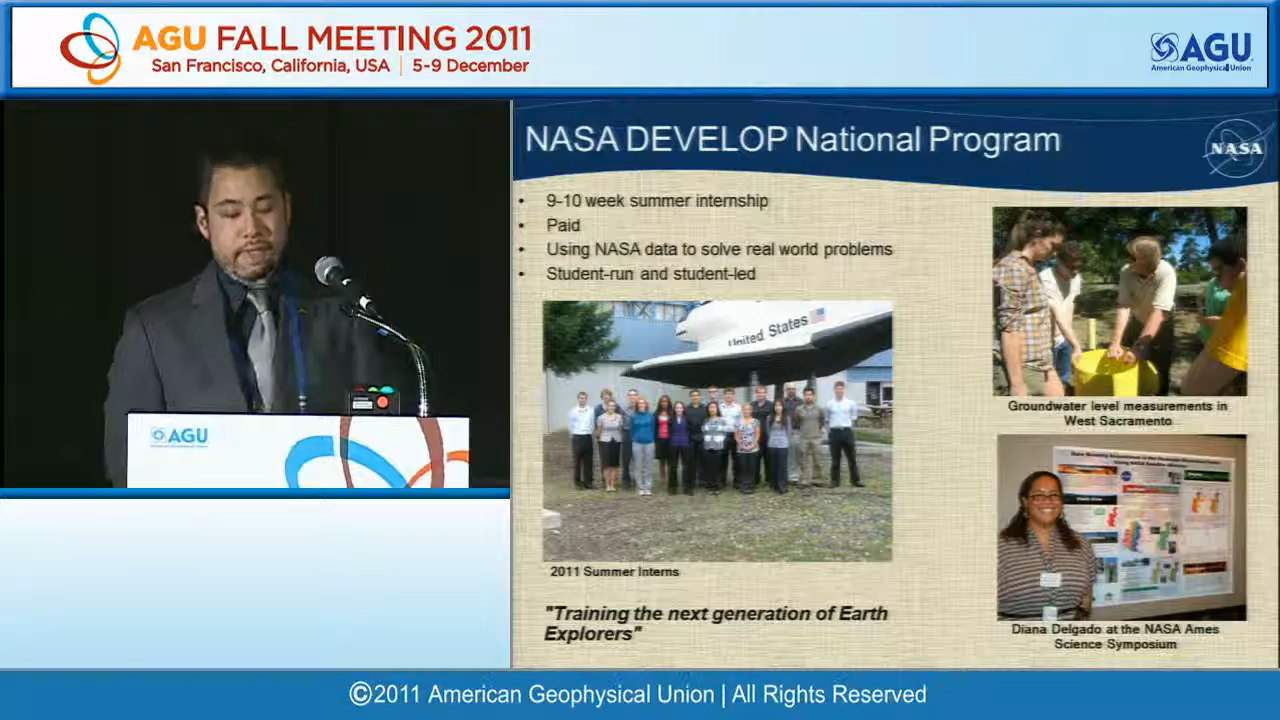 AGU FALL MEETING 2011
San Francisco, California, USA | 5-9 December
AGU
American Geophysical Union
NASA DEVELOP National Program
NASA
• 9-10 week summer internship
• Paid
• Using NASA data to solve real world problems
• Student-run and student-led
United States
Groundwater level measurements in
West Sacramento
2011 Summer Interns
"Training the next generation of Earth
Explorers"
Diana Delgado at the NASA Ames
Science Symposium
AGU
©2011 American Geophysical Union | All Rights Reserved